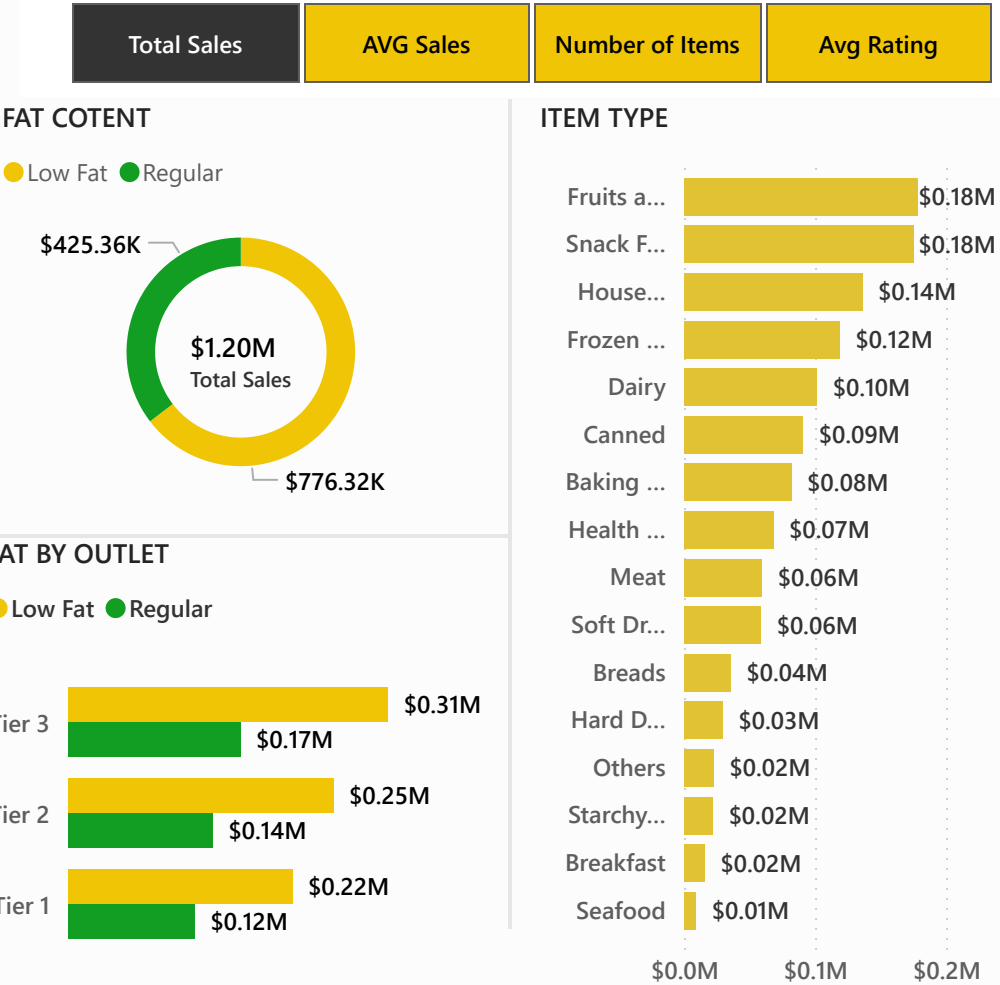 Total Sales AVG Sales Number of Items Avg Rating
FAT COTENT
Low Fat Regular
$425.36K
$1.20M
Total Sales
$776.32K
AT BY OUTLET
Low Fat Regular
ier 3 $0.31M
$0.17M
ier 2 $0.25M
$0.14M
Tier 1 $0.22M
$0.12M
ITEM TYPE
Fruits a... $0.18M
Snack F... $0.18M
House... $0.14M
Frozen ... $0.12M
Dairy $0.10M
Canned $0.09M
Baking ... $0.08M
Health ... $0.07M
Meat $0.06M
Soft Dr... $0.06M
Breads $0.04M
Hard D... $0.03M
Others $0.02M
Starchy... $0.02M
Breakfast $0.02M
Seafood $0.01M
$0.0M $0.1M $0.2M